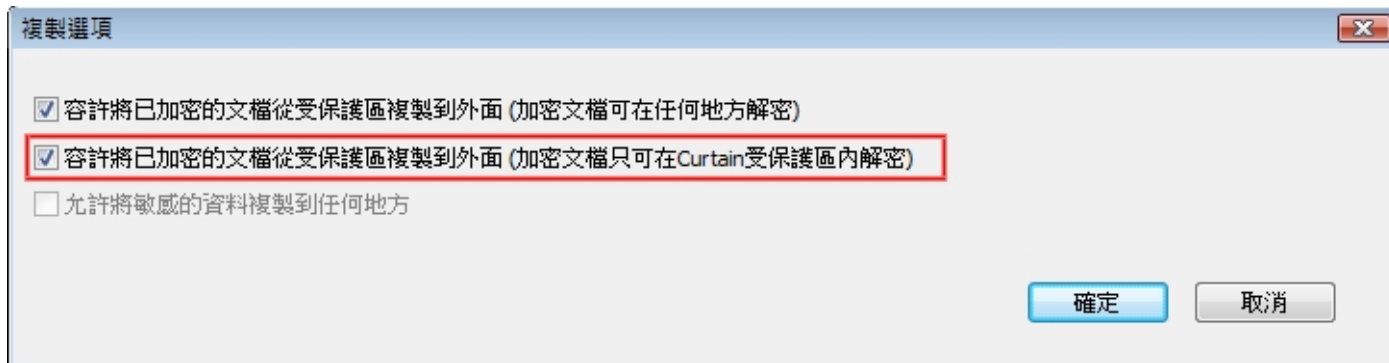 複製選項
容許將已加密的文檔從受保護區複製到外面 (加密文檔可在任何地方解密)
容許將已加密的文檔從受保護區複製到外面 (加密文檔只可在Curtain受保護區內解密)
允許將敏感的資料複製到任何地方
確定 取消